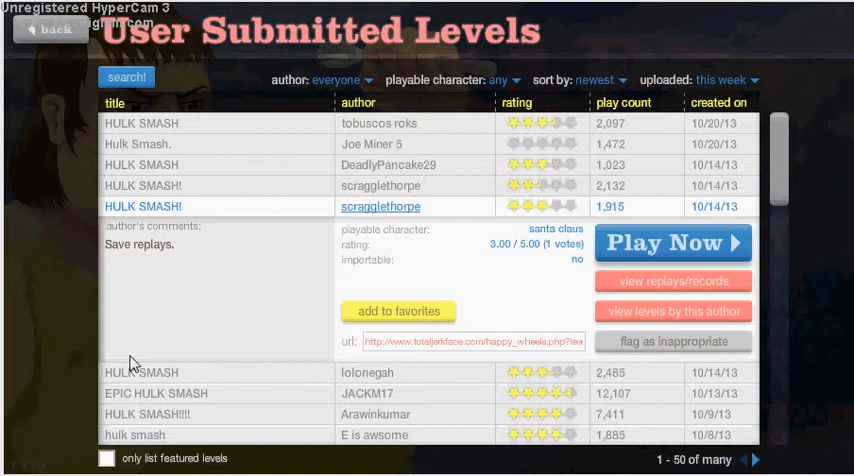 Unregistered HyperCam 3
back
User Submitted Levels
search!
author: everyone playable character: any sort by: newest uploaded: this week
title author rating play count created on
HULK SMASH tobuscos roks 2,097 10/20/13
Hulk Smash. Joe Miner 5 1,472 10/20/13
HULK SMASH DeadlyPancake29 1,023 10/14/13
HULK SMASH! scragglethorpe 2,132 10/14/13
HULK SMASH! scragglethorpe 1,915 10/14/13
author's comments:
Save replays.
playable character: santa claus
rating: 3.00 / 5.00 (1 votes)
importable: no
Play Now
view replays/records
add to favorites
view levels by this author
url: http://www.totaljerkface.com/happy_wheels.php?lev
flag as inappropriate
HULK SMASH lolonegah 2,485 10/14/13
EPIC HULK SMASH JACKM17 12,107 10/13/13
HULK SMASH!!!! Arawinkumar 7,411 10/9/13
hulk smash E is awsome 1,885 10/8/13
only list featured levels
1 - 50 of many